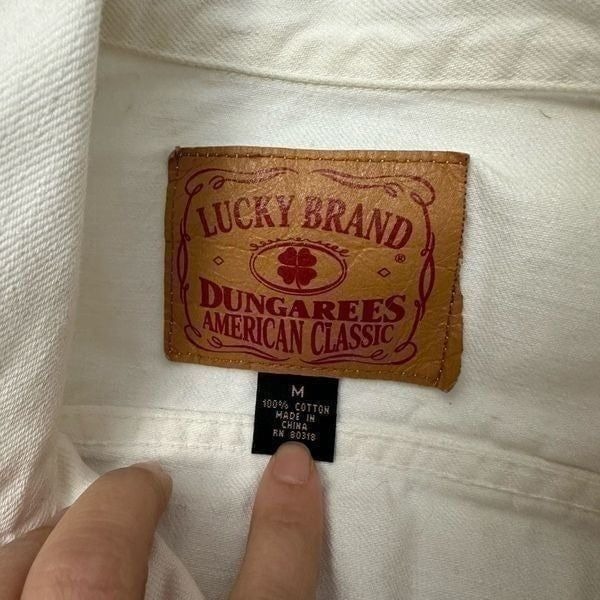 LUCKY BRAND
®
DUNGAREES
AMERICAN CLASSIC
M
100% COTTON
MADE IN
CHINA
RN 80318